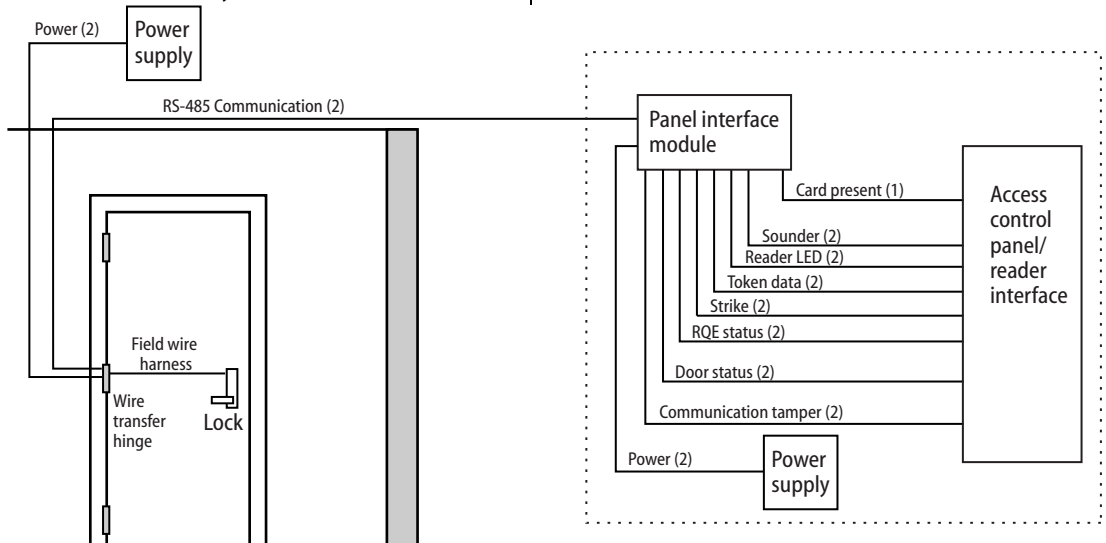 Power (2)
Power
supply
RS-485 Communication (2)
Field wire
harness
Wire
transfer
hinge
Lock
Panel interface
module
Card present (1)
Sounder (2)
Reader LED (2)
Token data (2)
Strike (2)
RQE status (2)
Door status (2)
Communication tamper (2)
Power (2)
Power
supply
Access
control
panel/
reader
interface